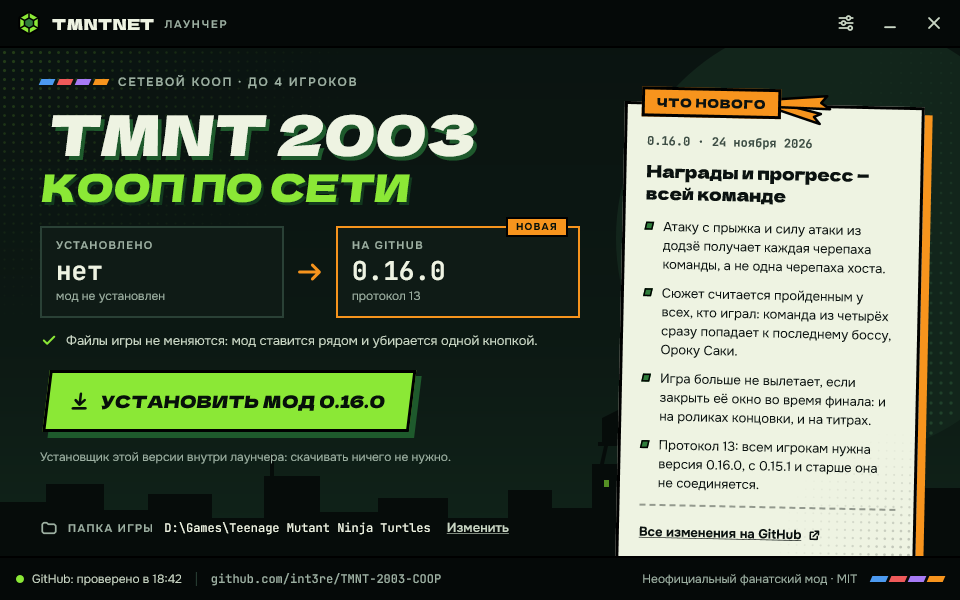 TMNTNET ЛАУНЧЕР
СЕТЕВОЙ КООП · ДО 4 ИГРОКОВ
TMNT 2003
КООП ПО СЕТИ
УСТАНОВЛЕНО
нет
мод не установлен
НОВАЯ
НА GITHUB
0.16.0
протокол 13
Файлы игры не меняются: мод ставится рядом и убирается одной кнопкой.
УСТАНОВИТЬ МОД 0.16.0
Установщик этой версии внутри лаунчера: скачивать ничего не нужно.
ПАПКА ИГРЫ D:\Games\Teenage Mutant Ninja Turtles Изменить
ЧТО НОВОГО
0.16.0 · 24 ноября 2026
Награды и прогресс —
всей команде
Атаку с прыжка и силу атаки из
додзё получает каждая черепаха
команды, а не одна черепаха хоста.
Сюжет считается пройденным у
всех, кто играл: команда из четырёх
сразу попадает к последнему боссу,
Ороку Саки.
Игра больше не вылетает, если
закрыть её окно во время финала: и
на роликах концовки, и на титрах.
Протокол 13: всем игрокам нужна
версия 0.16.0, с 0.15.1 и старше она
не соединяется.
Все изменения на GitHub
GitHub: проверено в 18:42 github.com/int3re/TMNT-2003-COOP
Неофициальный фанатский мод · MIT